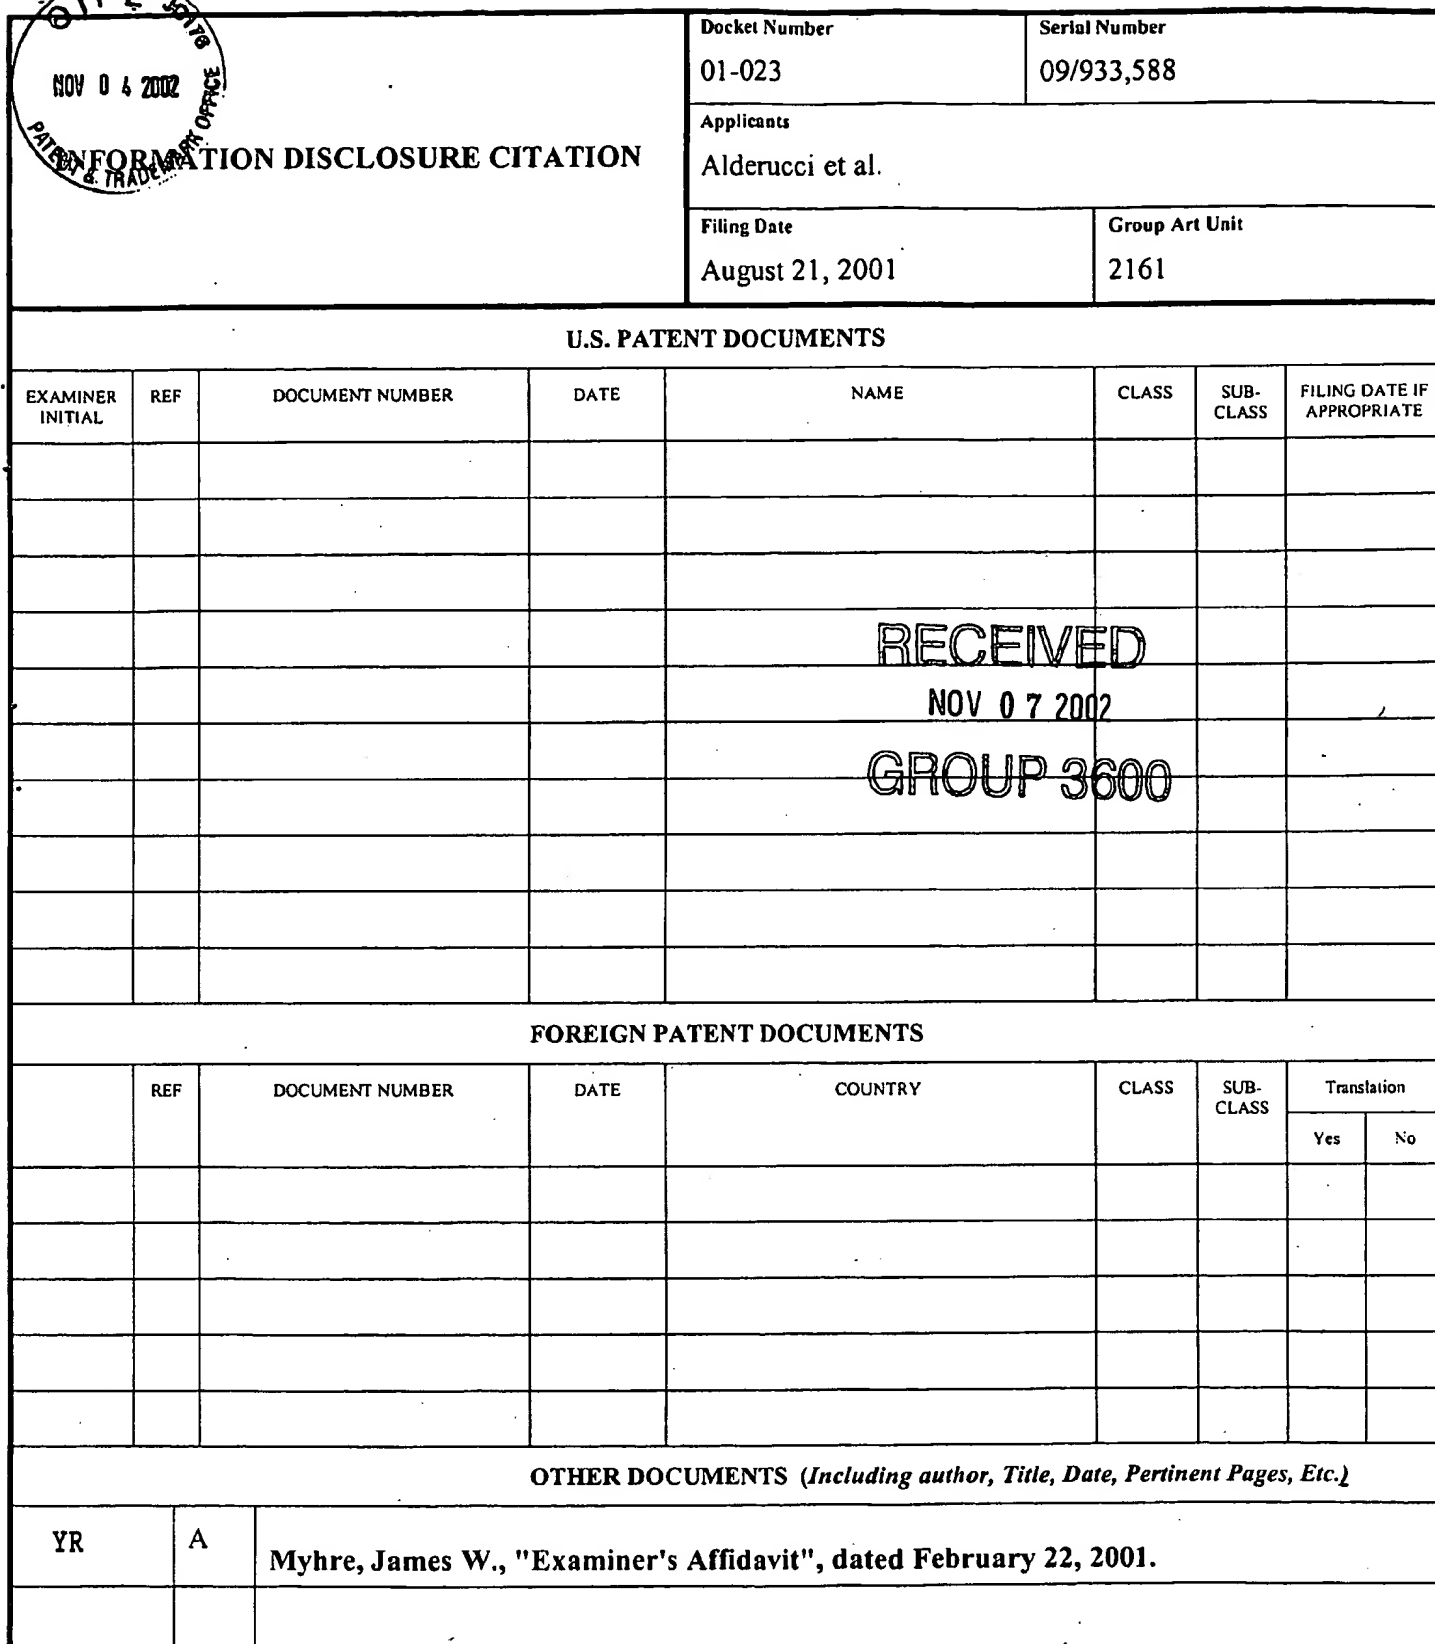 Docket Number
01-023
Serial Number
09/933,588
NOV 0 4 2002
PATENT & TRADEMARK OFFICE
INFORMATION DISCLOSURE CITATION
Applicants
Alderucci et al.
Filing Date
August 21, 2001
Group Art Unit
2161
U.S. PATENT DOCUMENTS
EXAMINER INITIAL REF DOCUMENT NUMBER DATE NAME CLASS SUB-CLASS FILING DATE IF APPROPRIATE
RECEIVED
NOV 0 7 2002
GROUP 3600
FOREIGN PATENT DOCUMENTS
REF DOCUMENT NUMBER DATE COUNTRY CLASS SUB-CLASS Translation
Yes No
OTHER DOCUMENTS (Including author, Title, Date, Pertinent Pages, Etc.)
YR A Myhre, James W., "Examiner's Affidavit", dated February 22, 2001.